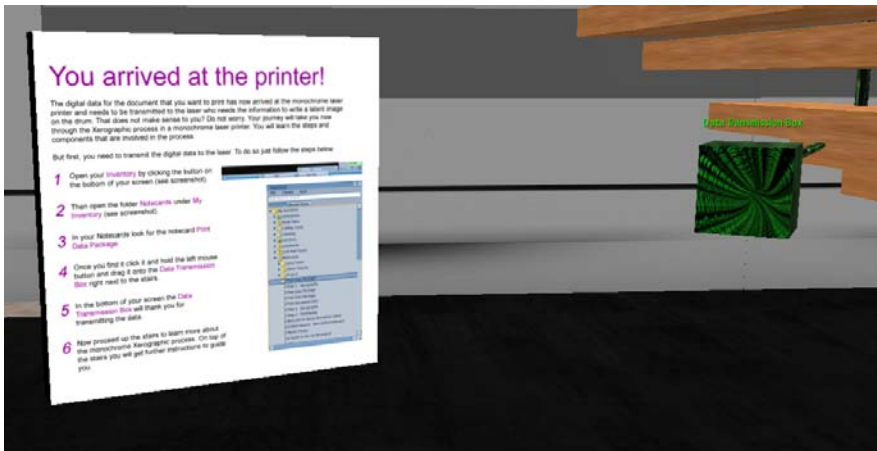 You arrived at the printer!
The digital data for the document that you want to print has now arrived at the monochrome laser
printer and needs to be transmitted to the laser who needs the information to write a latent image
on the drum. That does not make sense to you? Do not worry. Your journey will take you now
through the Xerographic process in a monochrome laser printer. You will learn the steps and
components that are involved in the process.
But first, you need to transmit the digital data to the laser. To do so just follow the steps below
1 Open your Inventory by clicking the button on
the bottom of your screen (see screenshot).
2 Than open the folder Notecards under My
Inventory (see screenshot).
3 In your Notecards look for the notecard Print
Data Package.
4 Once you find it click it and hold the left mouse
button and drag it onto the Data Transmission
Box right next to the stairs.
5 In the bottom of your screen the Data
Transmission Box will thank you for
transmitting the data.
6 Now proceed up the stairs to learn more about
the monochrome Xerographic process. On top of
the stairs you will get further instructions to guide
you.
Data Transmission Box